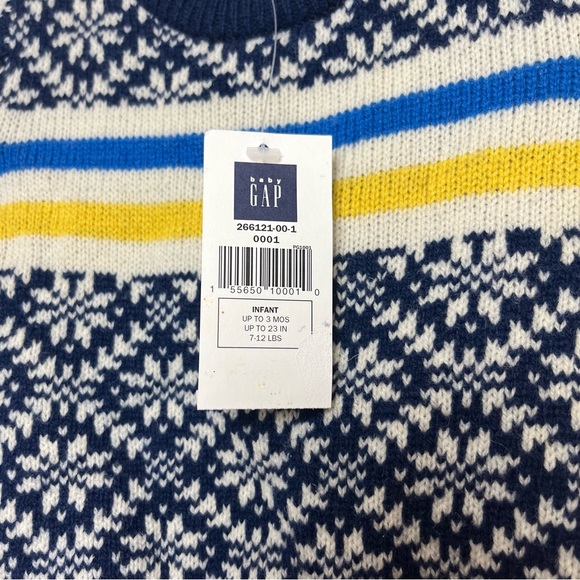 baby
GAP
266121-00-1
0001
PG1001
1 55650 10001 0
INFANT
UP TO 3 MOS
UP TO 23 IN
7-12 LBS